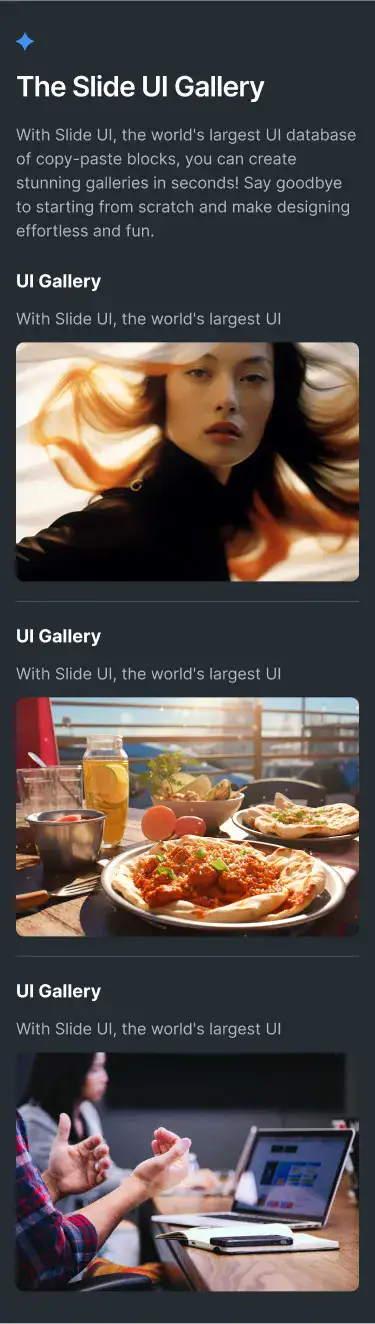 The Slide UI Gallery
With Slide UI, the world's largest UI database
of copy-paste blocks, you can create
stunning galleries in seconds! Say goodbye
to starting from scratch and make designing
effortless and fun.
UI Gallery
With Slide UI, the world's largest UI
UI Gallery
With Slide UI, the world's largest UI
UI Gallery
With Slide UI, the world's largest UI